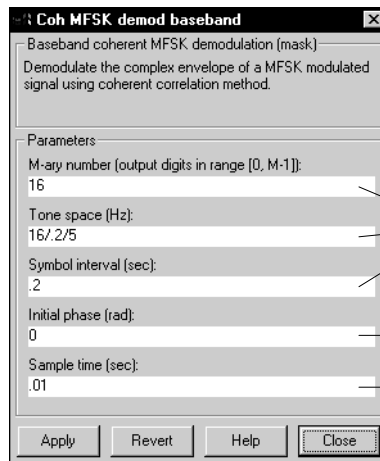 Coh MFSK demod baseband
Baseband coherent MFSK demodulation (mask)
Demodulate the complex envelope of a MFSK modulated
signal using coherent correlation method.
Parameters
M-ary number (output digits in range [0, M-1]):
16
Tone space (Hz):
16/.2/5
Symbol interval (sec):
.2
Initial phase (rad):
0
Sample time (sec):
.01
Apply Revert Help Close